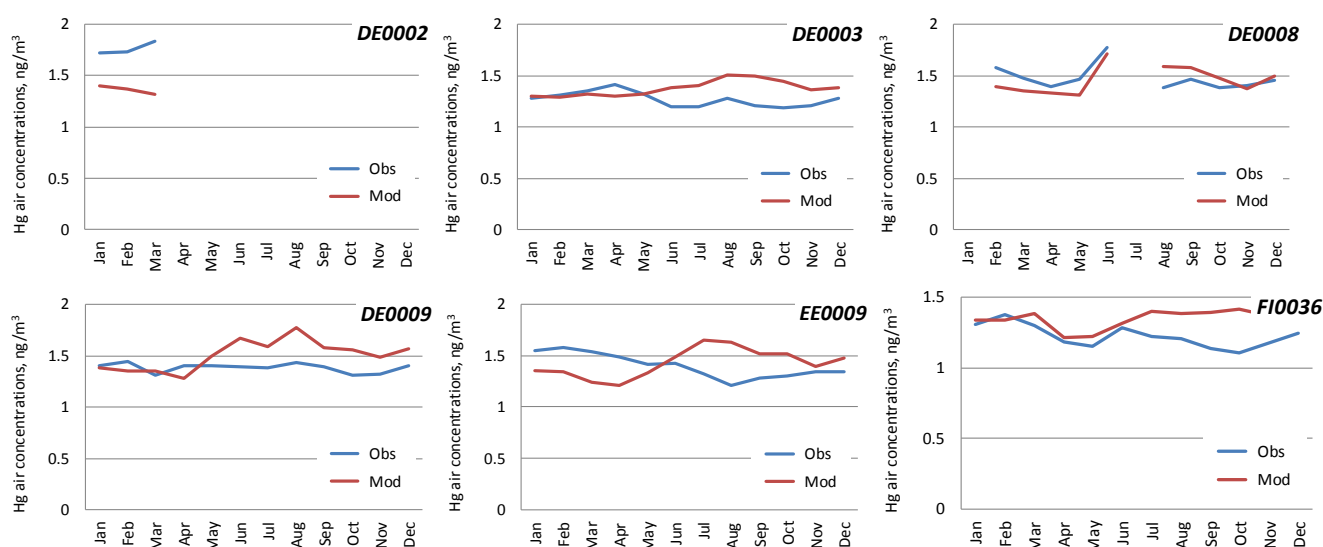 Hg air concentrations, ng/m³
2
1.5
1
0.5
0
DE0002
Obs
Mod
Jan
Feb
Mar
Apr
May
Jun
Jul
Aug
Sep
Oct
Nov
Dec
Hg air concentrations, ng/m³
2
1.5
1
0.5
0
DE0003
Obs
Mod
Jan
Feb
Mar
Apr
May
Jun
Jul
Aug
Sep
Oct
Nov
Dec
Hg air concentrations, ng/m³
2
1.5
1
0.5
0
DE0008
Obs
Mod
Jan
Feb
Mar
Apr
May
Jun
Jul
Aug
Sep
Oct
Nov
Dec
Hg air concentrations, ng/m³
2
1.5
1
0.5
0
DE0009
Obs
Mod
Jan
Feb
Mar
Apr
May
Jun
Jul
Aug
Sep
Oct
Nov
Dec
Hg air concentrations, ng/m³
2
1.5
1
0.5
0
EE0009
Obs
Mod
Jan
Feb
Mar
Apr
May
Jun
Jul
Aug
Sep
Oct
Nov
Dec
Hg air concentrations, ng/m³
1.5
1
0.5
0
FI0036
Obs
Mod
Jan
Feb
Mar
Apr
May
Jun
Jul
Aug
Sep
Oct
Nov
Dec